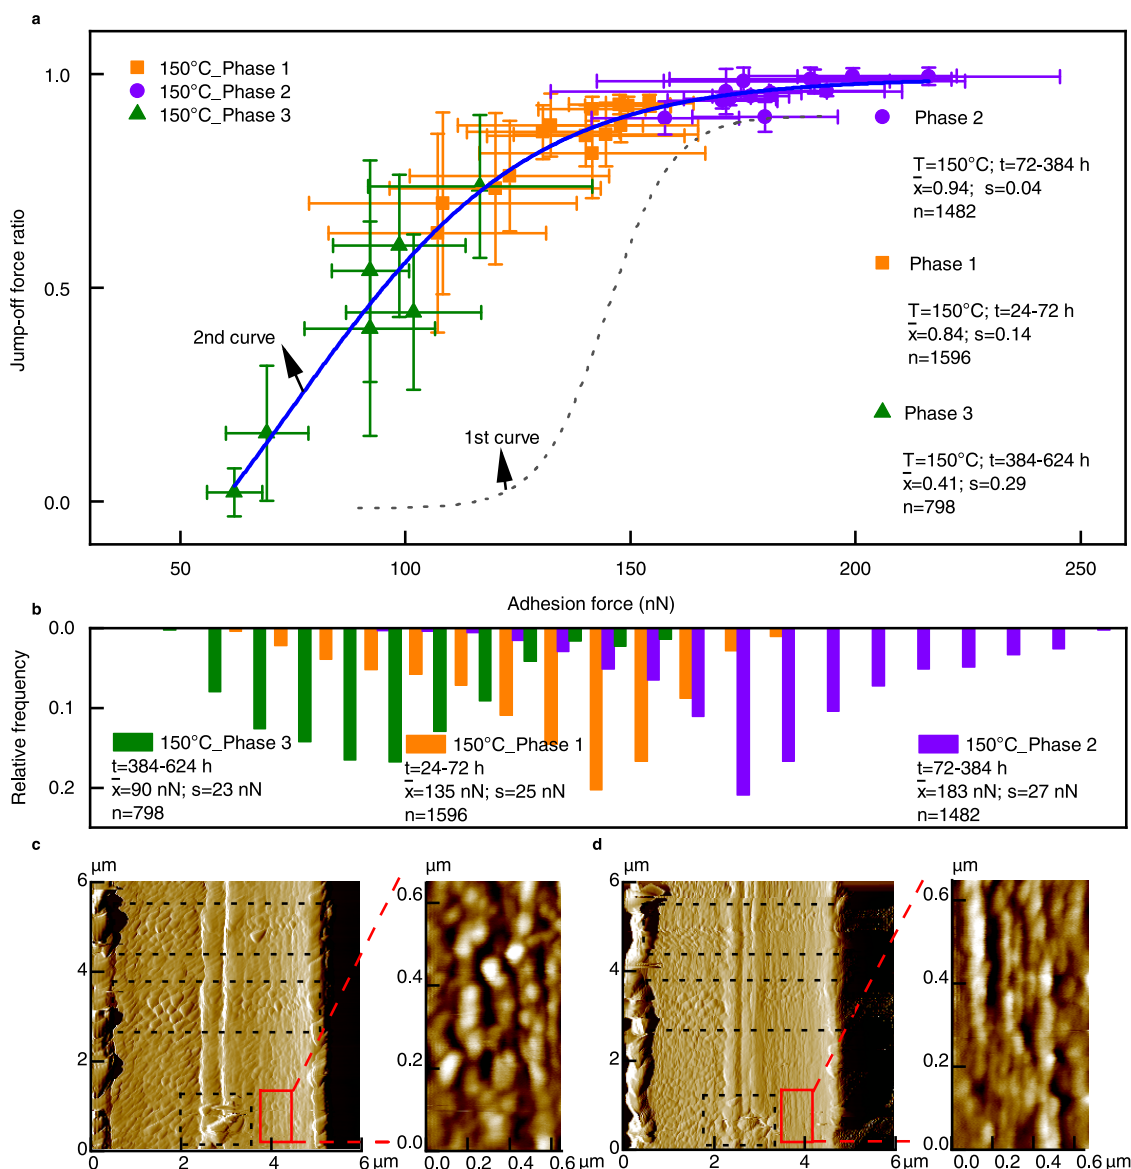 a
1.0
0.5
0.0
Jump-off force ratio
150°C_Phase 1
150°C_Phase 2
150°C_Phase 3
2nd curve
1st curve
Phase 2
T=150°C; t=72-384 h
x̄=0.94; s=0.04
n=1482
Phase 1
T=150°C; t=24-72 h
x̄=0.84; s=0.14
n=1596
Phase 3
T=150°C; t=384-624 h
x̄=0.41; s=0.29
n=798
50 100 150 200 250
Adhesion force (nN)
b
0.0
0.1
0.2
Relative frequency
150°C_Phase 3
t=384-624 h
x̄=90 nN; s=23 nN
n=798
150°C_Phase 1
t=24-72 h
x̄=135 nN; s=25 nN
n=1596
150°C_Phase 2
t=72-384 h
x̄=183 nN; s=27 nN
n=1482
c
µm
6
4
2
0
0 2 4 6 µm
µm
0.6
0.4
0.2
0.0
0.0 0.2 0.4 0.6 µm
d
µm
6
4
2
0
0 2 4 6 µm
µm
0.6
0.4
0.2
0.0
0.0 0.2 0.4 0.6 µm